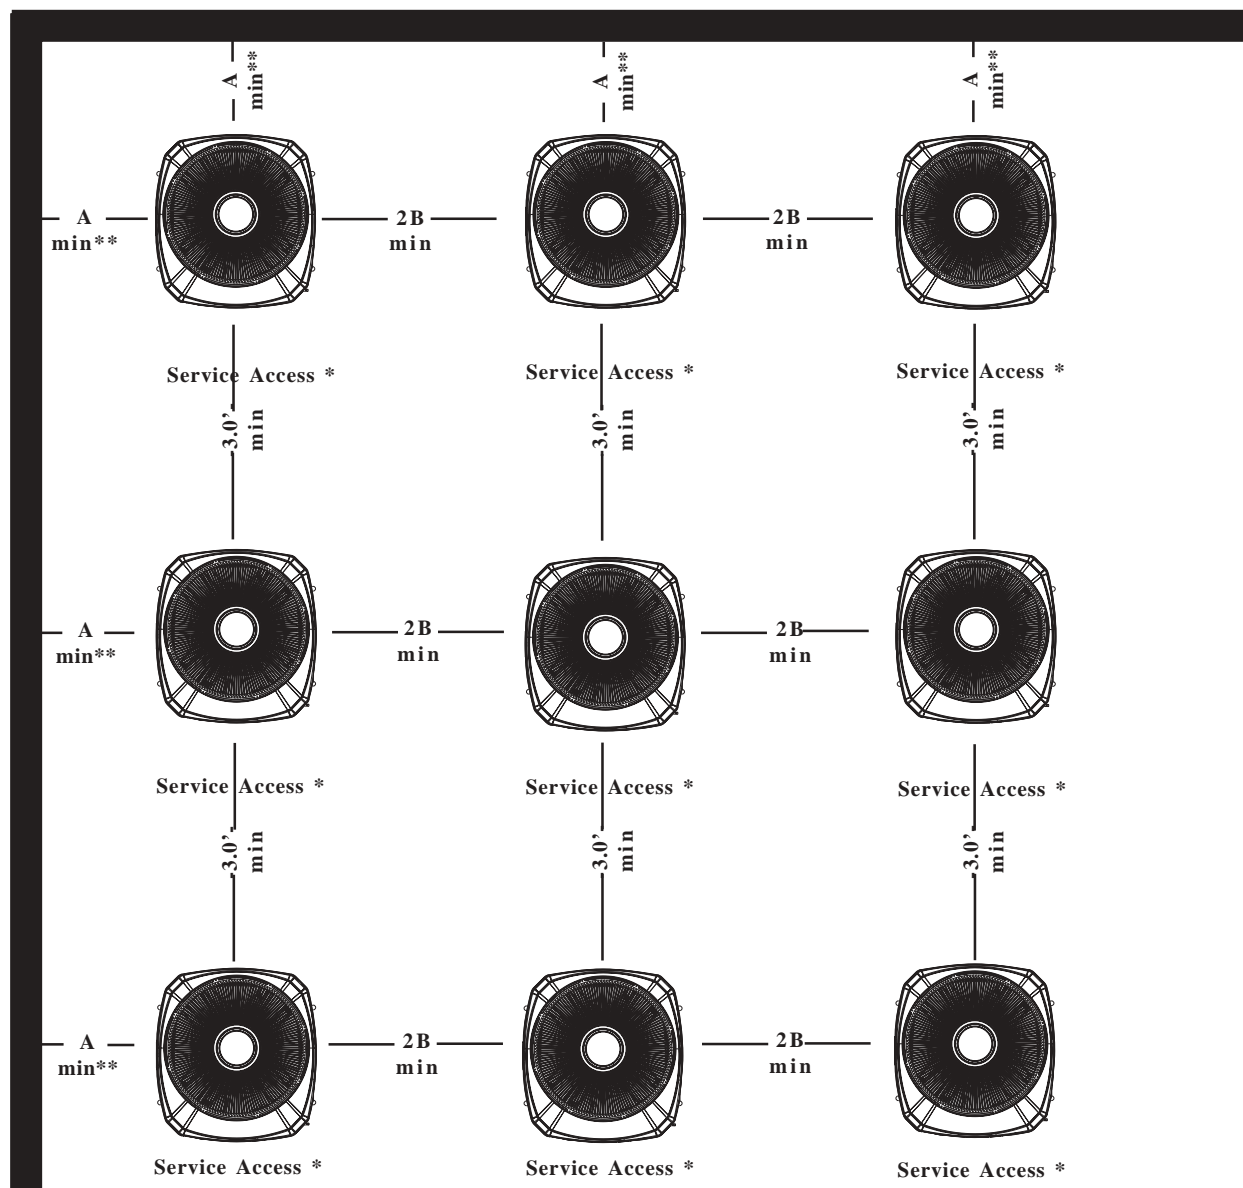 A
min**
A
min**
A
min**
A
min**
2B
min
2B
min
Service Access *
Service Access *
Service Access *
3.0’
min
3.0’
min
3.0’
min
A
min**
2B
min
2B
min
Service Access *
Service Access *
Service Access *
3.0’
min
3.0’
min
3.0’
min
A
min**
2B
min
2B
min
Service Access *
Service Access *
Service Access *